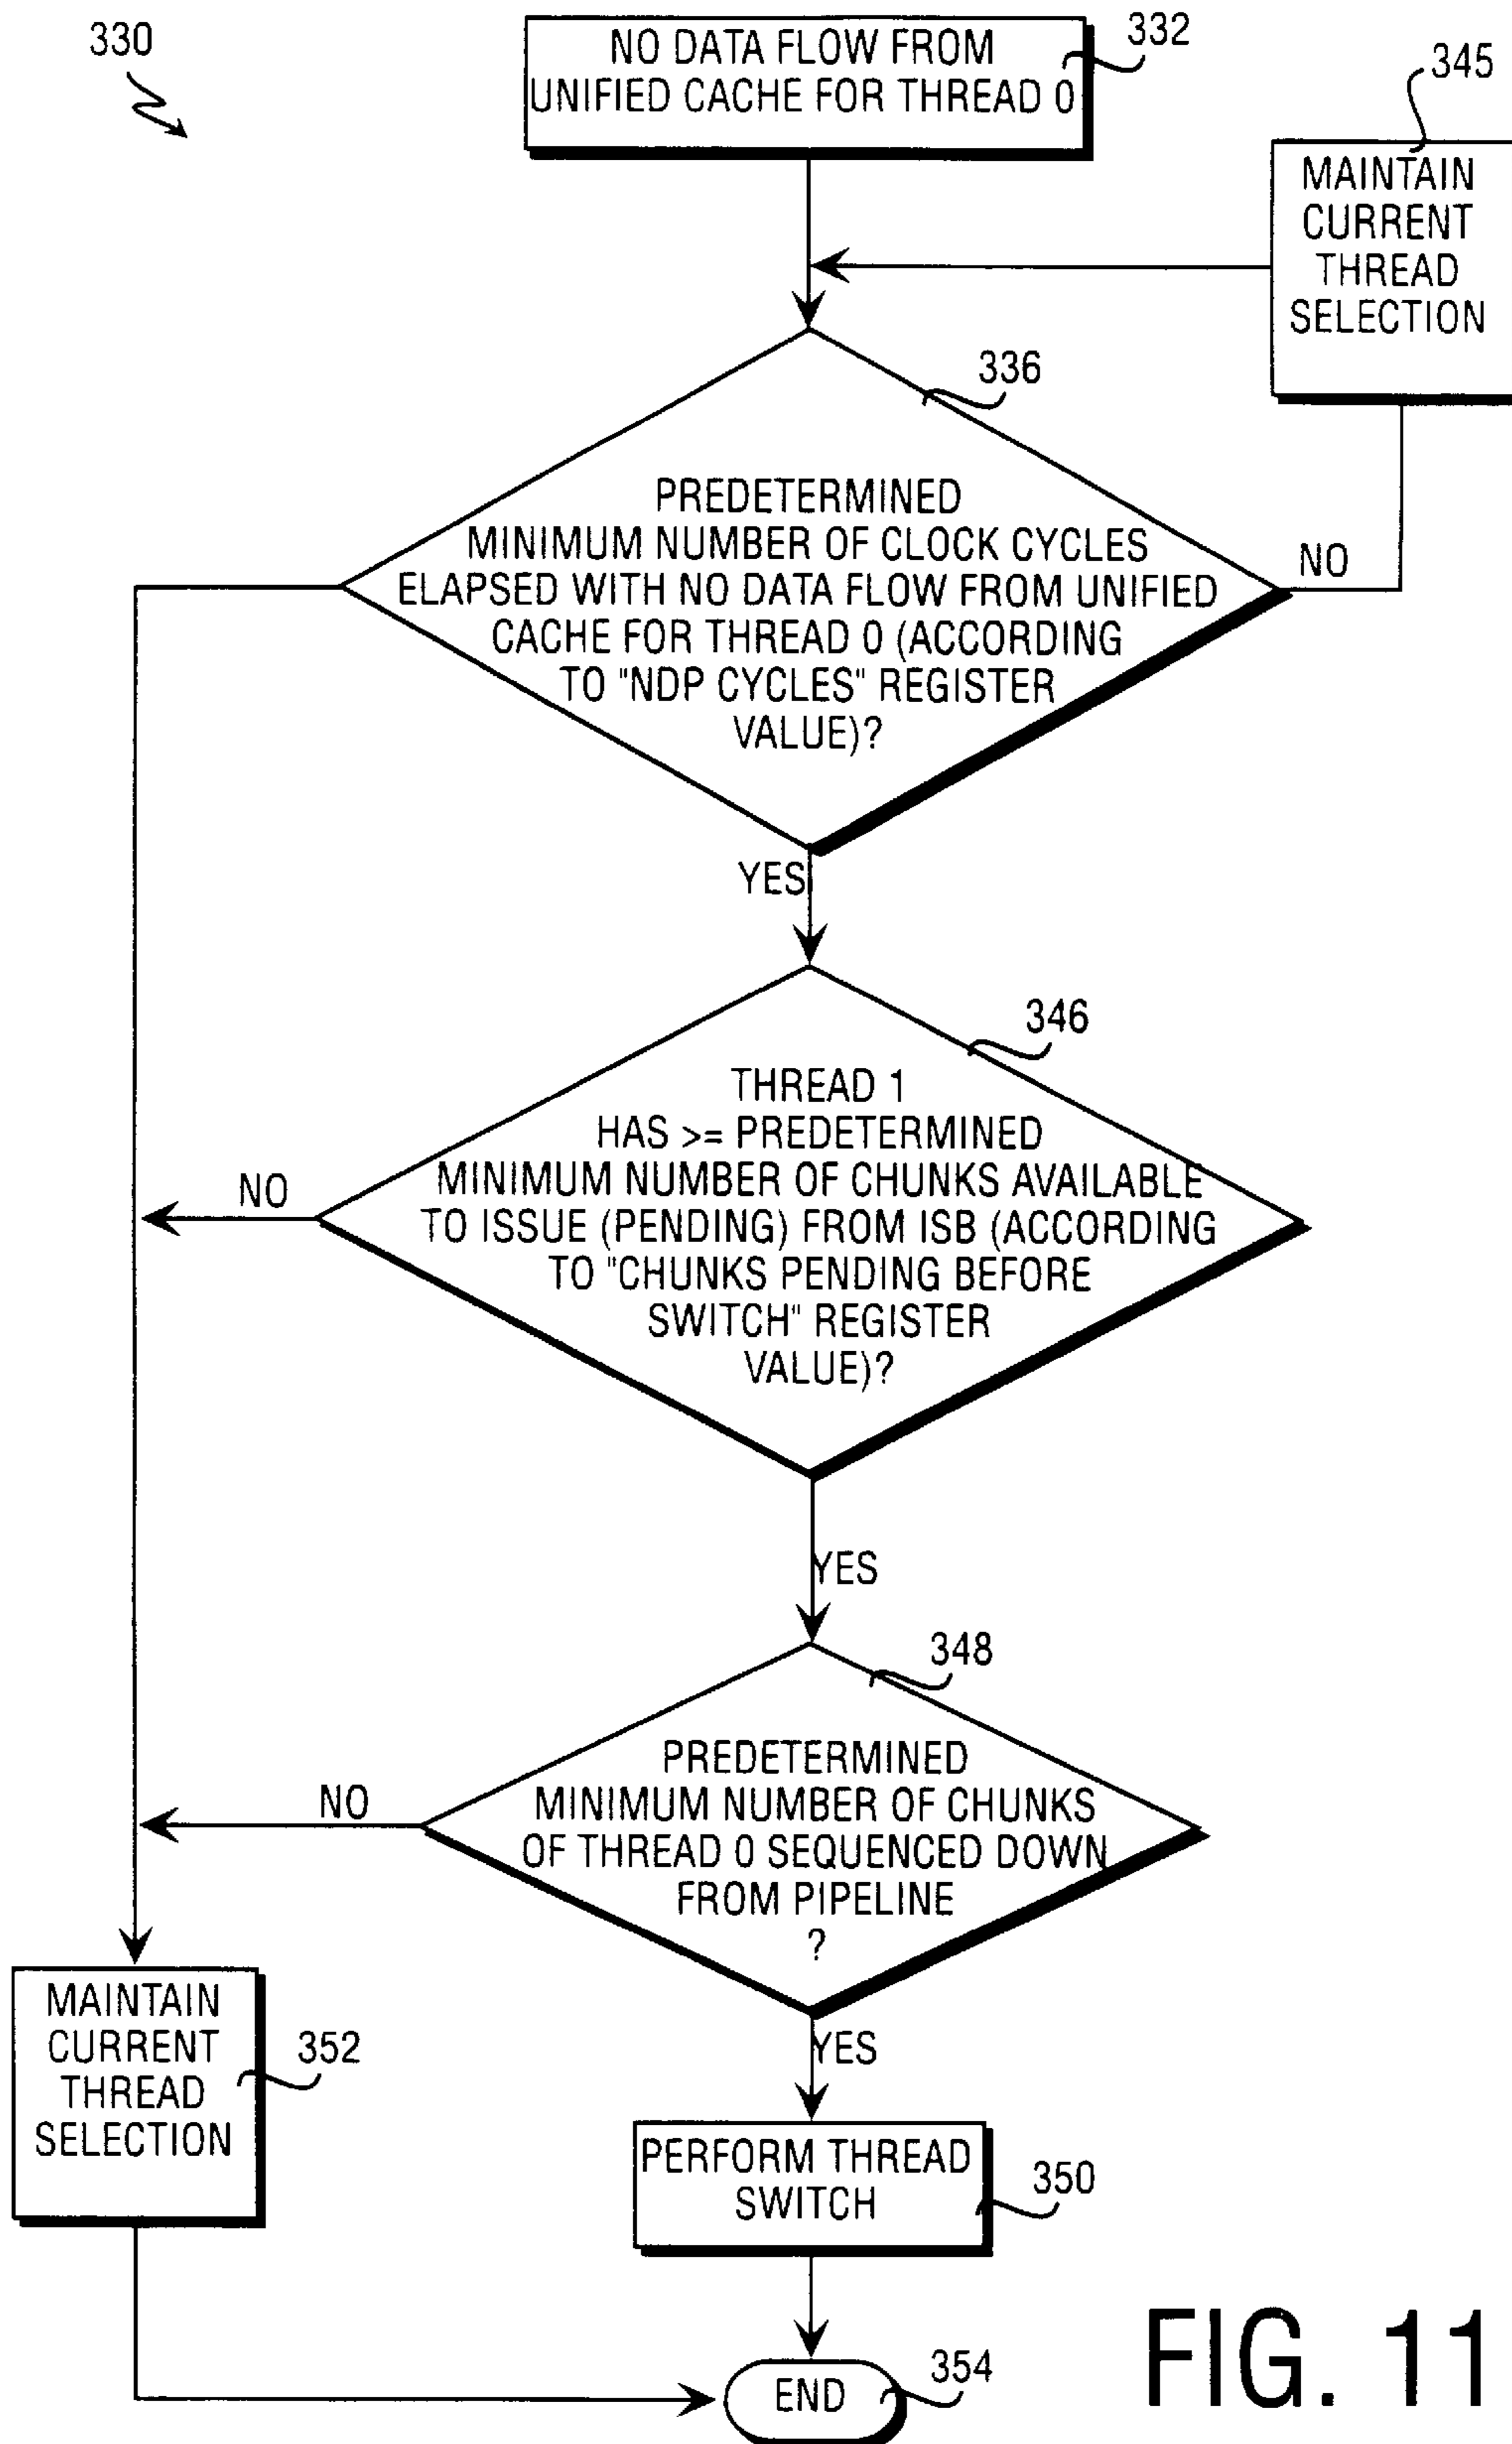 330
NO DATA FLOW FROM
UNIFIED CACHE FOR THREAD 0
332
345
MAINTAIN
CURRENT
THREAD
SELECTION
336
PREDETERMINED
MINIMUM NUMBER OF CLOCK CYCLES
ELAPSED WITH NO DATA FLOW FROM UNIFIED
CACHE FOR THREAD 0 (ACCORDING
TO "NDP CYCLES" REGISTER
VALUE)?
NO
YES
346
THREAD 1
HAS >= PREDETERMINED
MINIMUM NUMBER OF CHUNKS AVAILABLE
TO ISSUE (PENDING) FROM ISB (ACCORDING
TO "CHUNKS PENDING BEFORE
SWITCH" REGISTER
VALUE)?
NO
YES
348
PREDETERMINED
MINIMUM NUMBER OF CHUNKS
OF THREAD 0 SEQUENCED DOWN
FROM PIPELINE
?
NO
YES
MAINTAIN
CURRENT
THREAD
SELECTION
352
PERFORM THREAD
SWITCH
350
END
354
FIG. 11